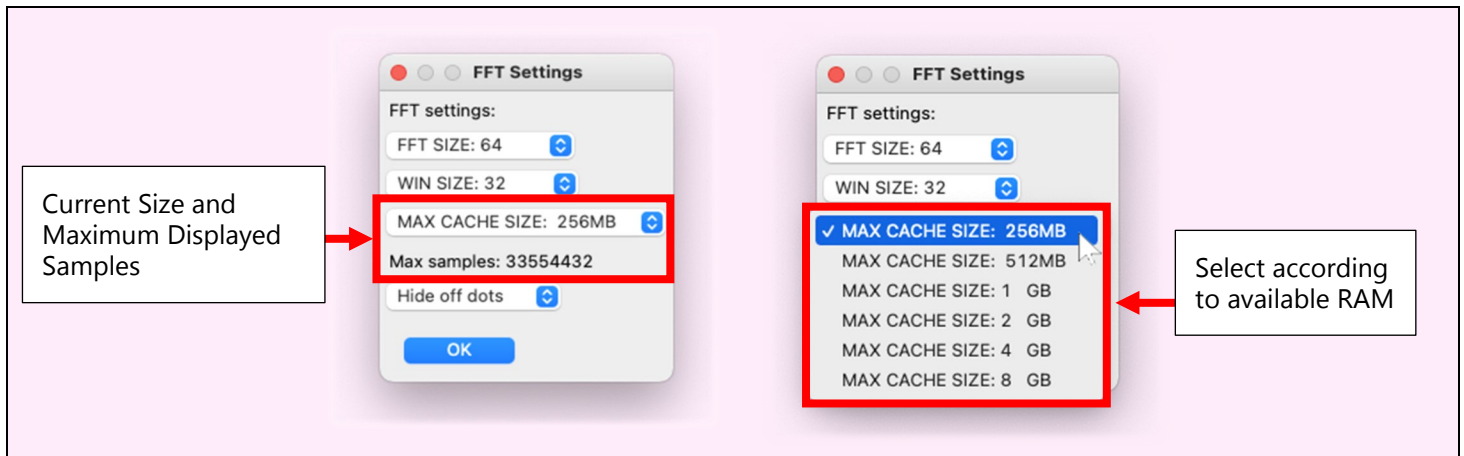 Current Size and
Maximum Displayed
Samples
FFT Settings
FFT settings:
FFT SIZE: 64
WIN SIZE: 32
MAX CACHE SIZE: 256MB
Max samples: 33554432
Hide off dots
OK
FFT Settings
FFT settings:
FFT SIZE: 64
WIN SIZE: 32
✓ MAX CACHE SIZE: 256MB
MAX CACHE SIZE: 512MB
MAX CACHE SIZE: 1 GB
MAX CACHE SIZE: 2 GB
MAX CACHE SIZE: 4 GB
MAX CACHE SIZE: 8 GB
Select according
to available RAM